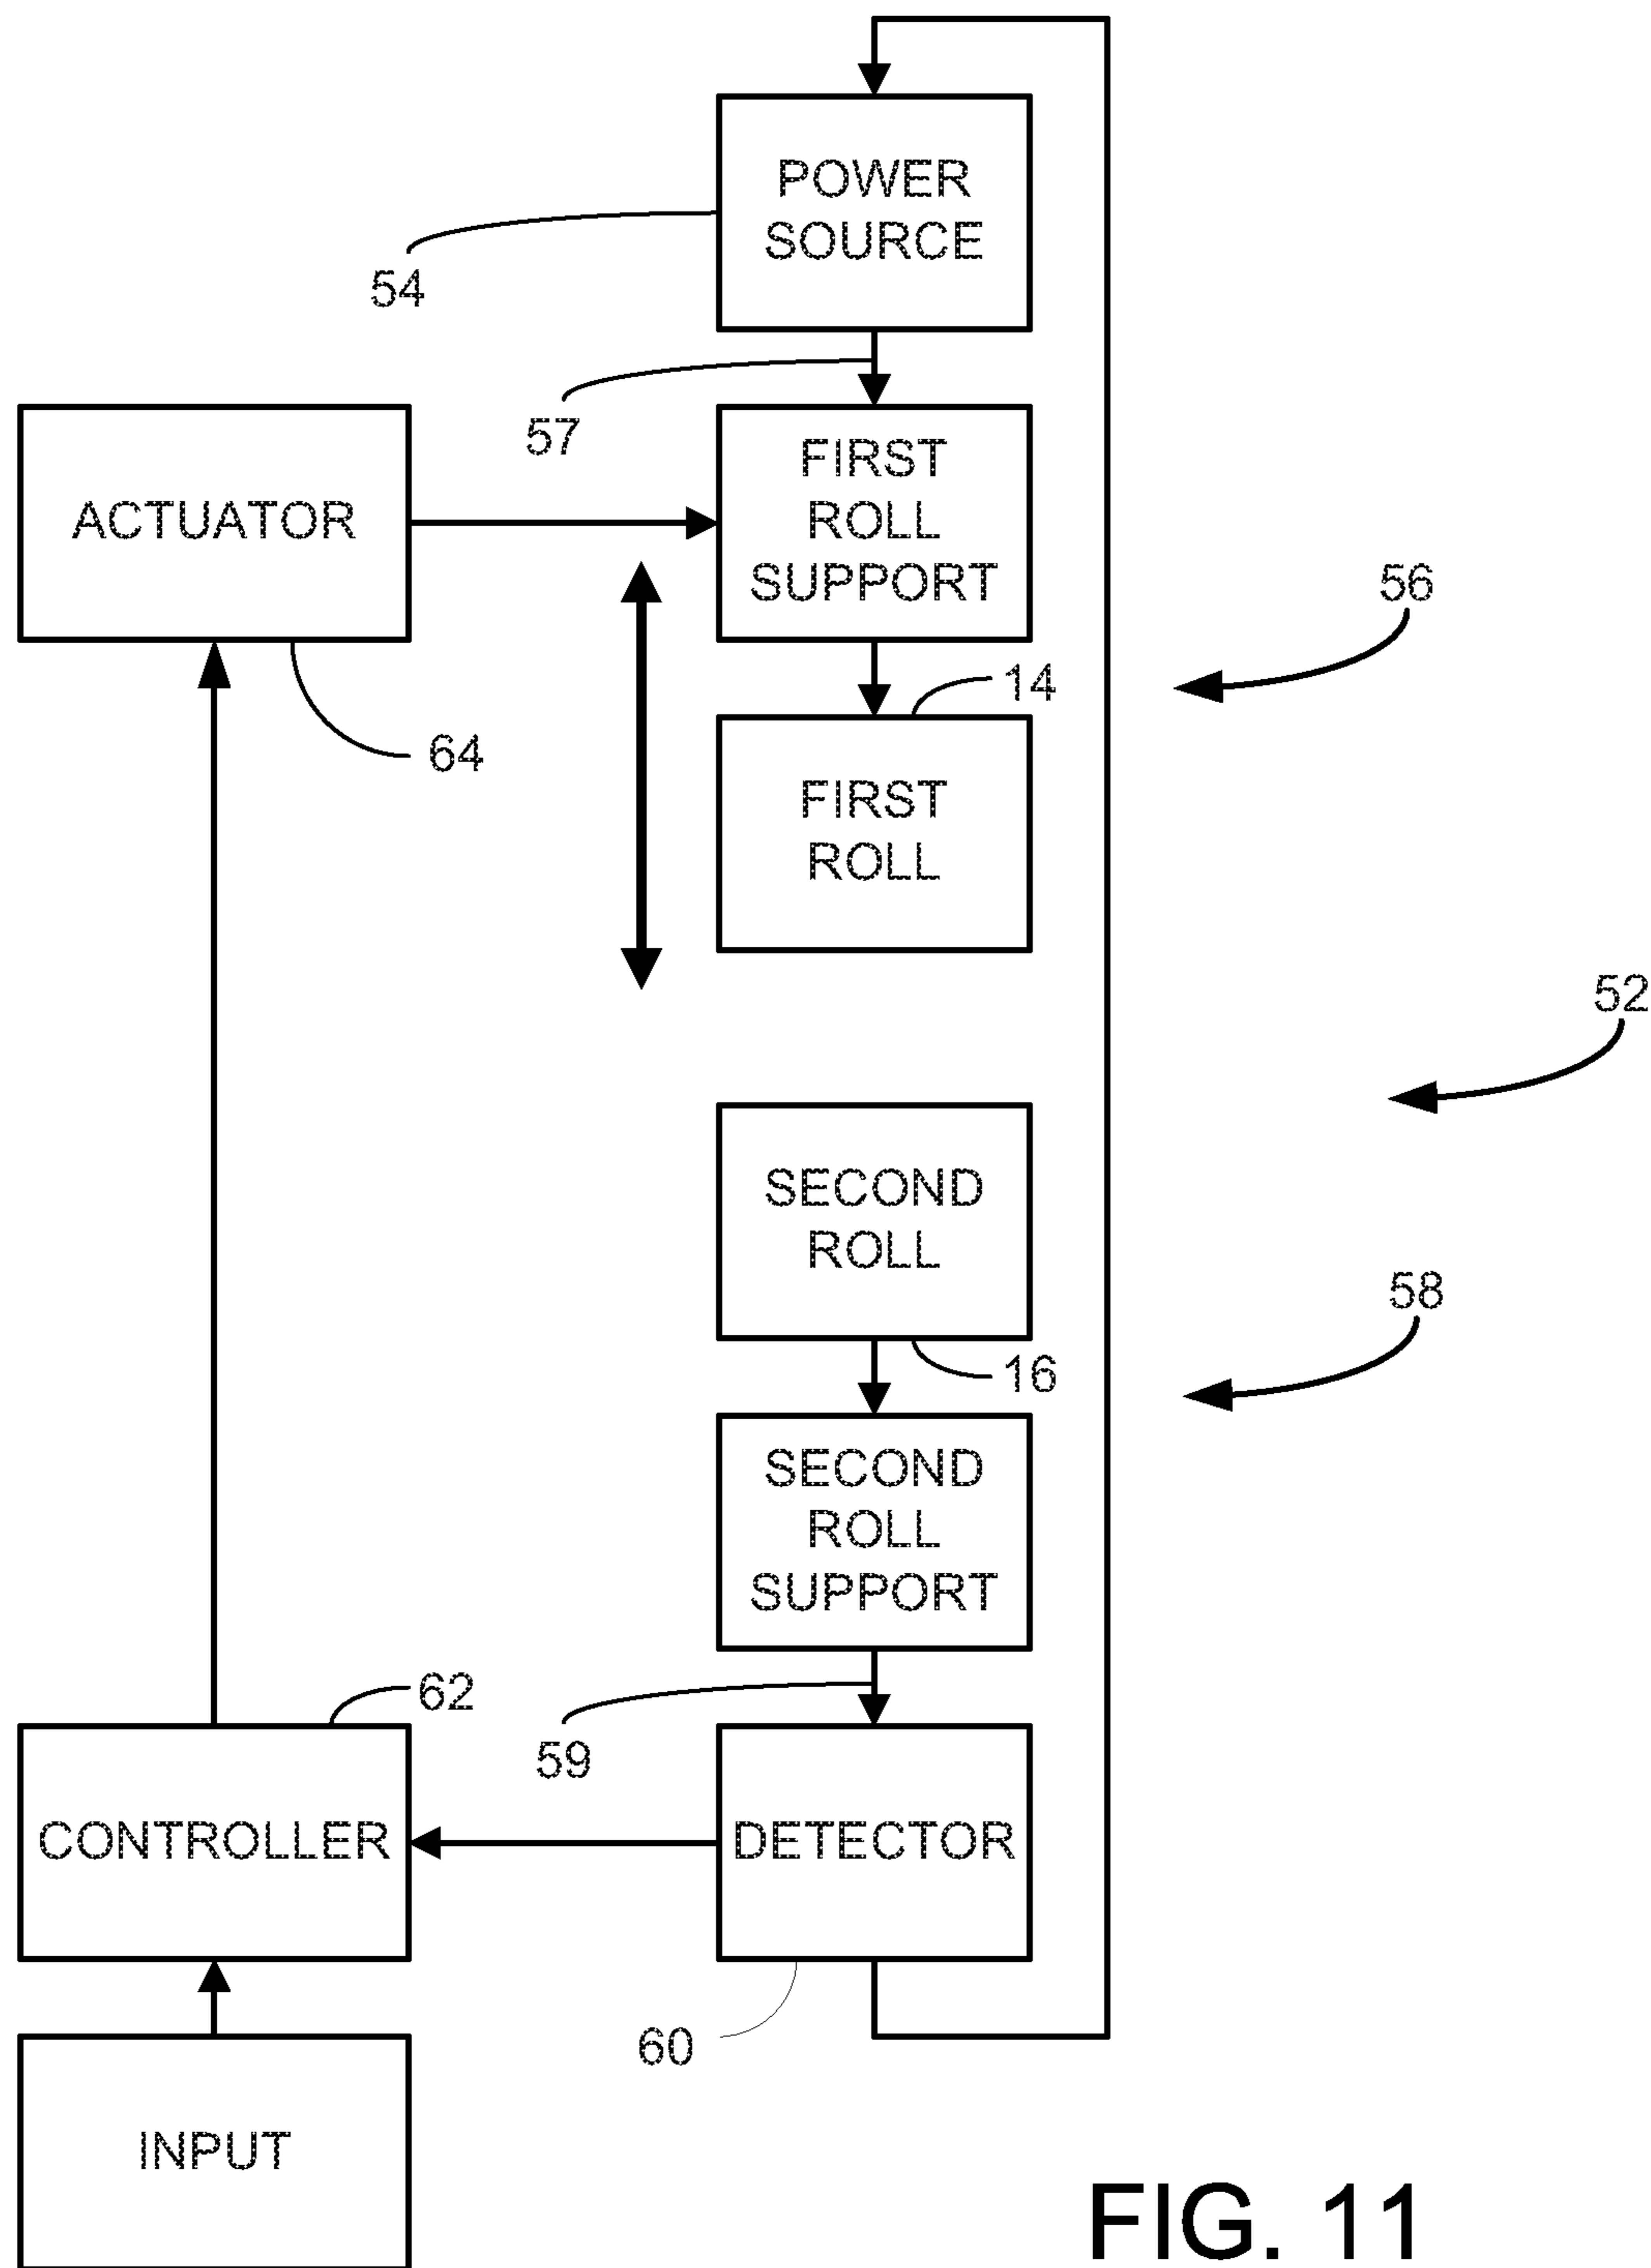 POWER
SOURCE
54
57
ACTUATOR
FIRST
ROLL
SUPPORT
56
14
64
FIRST
ROLL
52
SECOND
ROLL
58
16
SECOND
ROLL
SUPPORT
62
59
CONTROLLER
DETECTOR
60
INPUT
FIG. 11